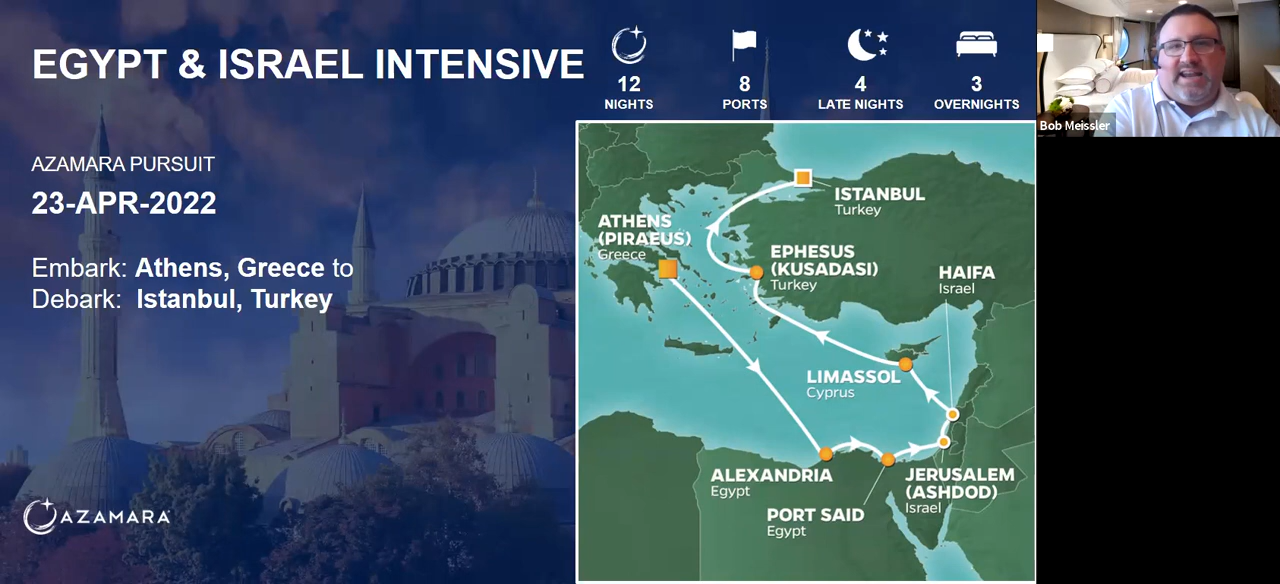 EGYPT & ISRAEL INTENSIVE
12
NIGHTS
8
PORTS
4
LATE NIGHTS
3
OVERNIGHTS
Bob Meissler
AZAMARA PURSUIT
23-APR-2022
Embark: Athens, Greece to
Debark: Istanbul, Turkey
ISTANBUL
Turkey
ATHENS
(PIRAEUS)
Greece
EPHESUS
(KUSADASI)
Turkey
HAIFA
Israel
LIMASSOL
Cyprus
ALEXANDRIA
Egypt
JERUSALEM
(ASHDOD)
Israel
PORT SAID
Egypt
AZAMARA